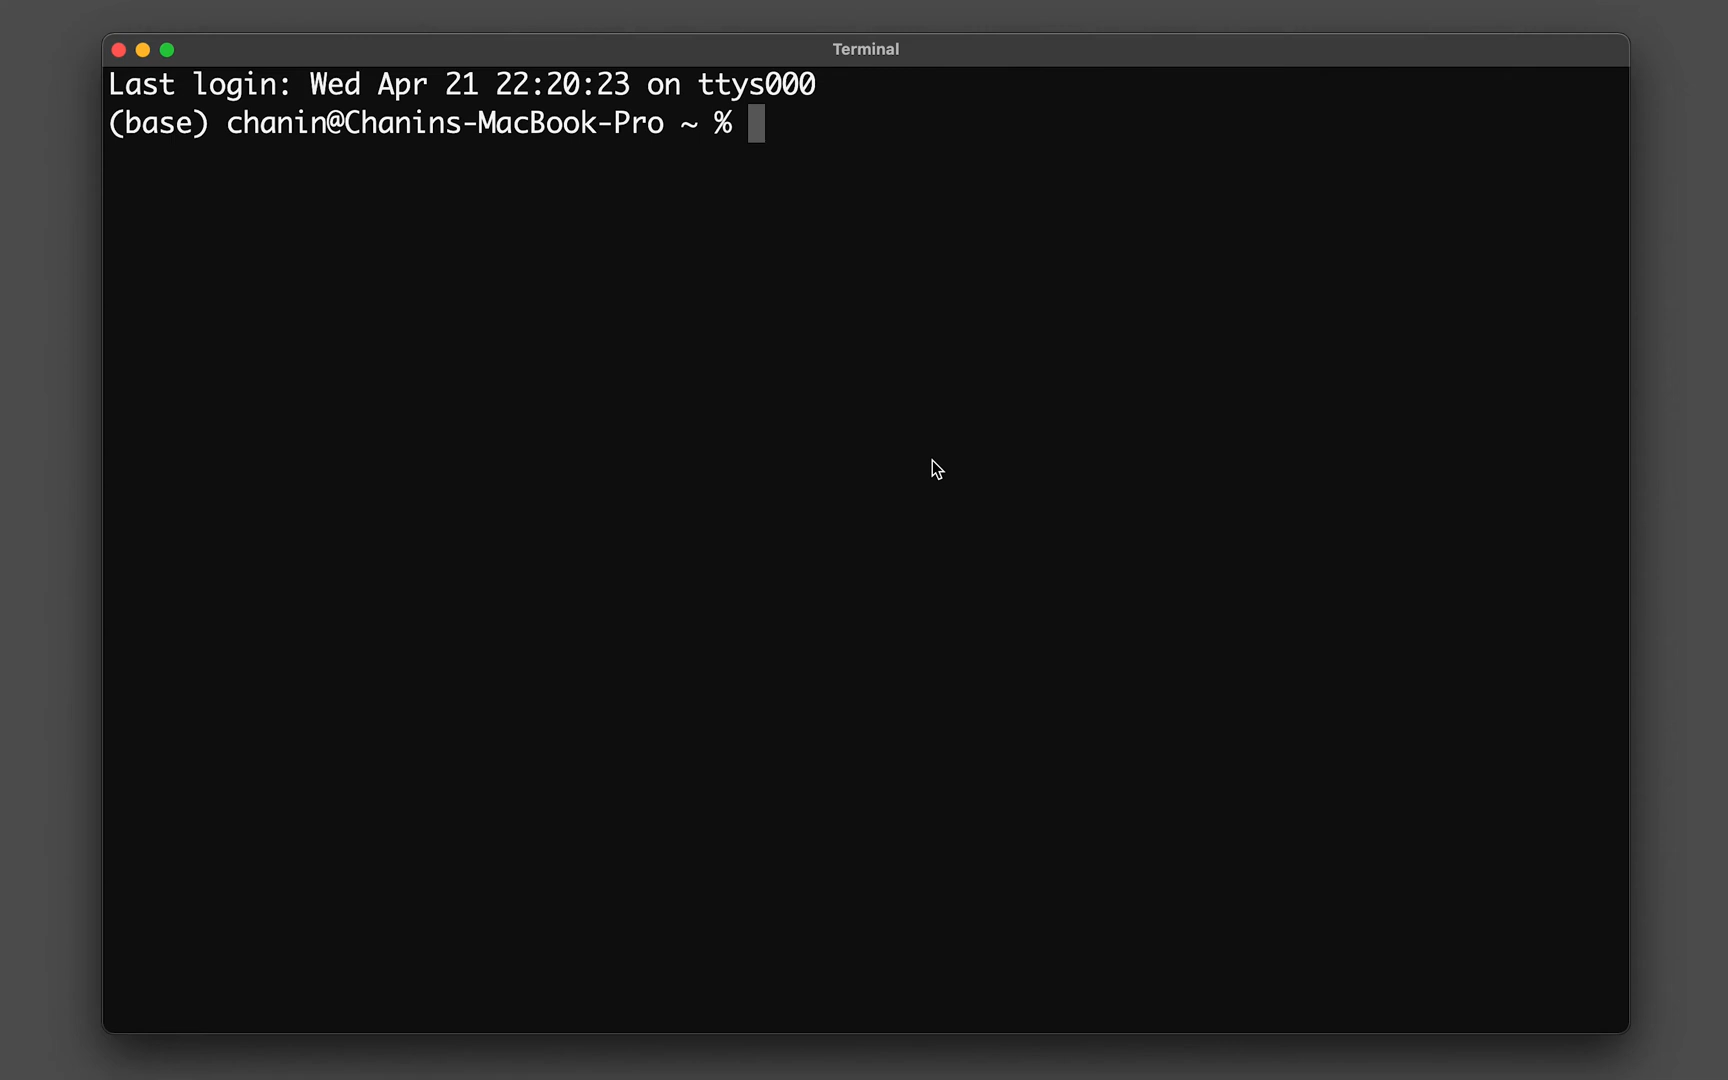 Terminal
Last login: Wed Apr 21 22:20:23 on ttys000
(base) chanin@Chanins-MacBook-Pro ~ %